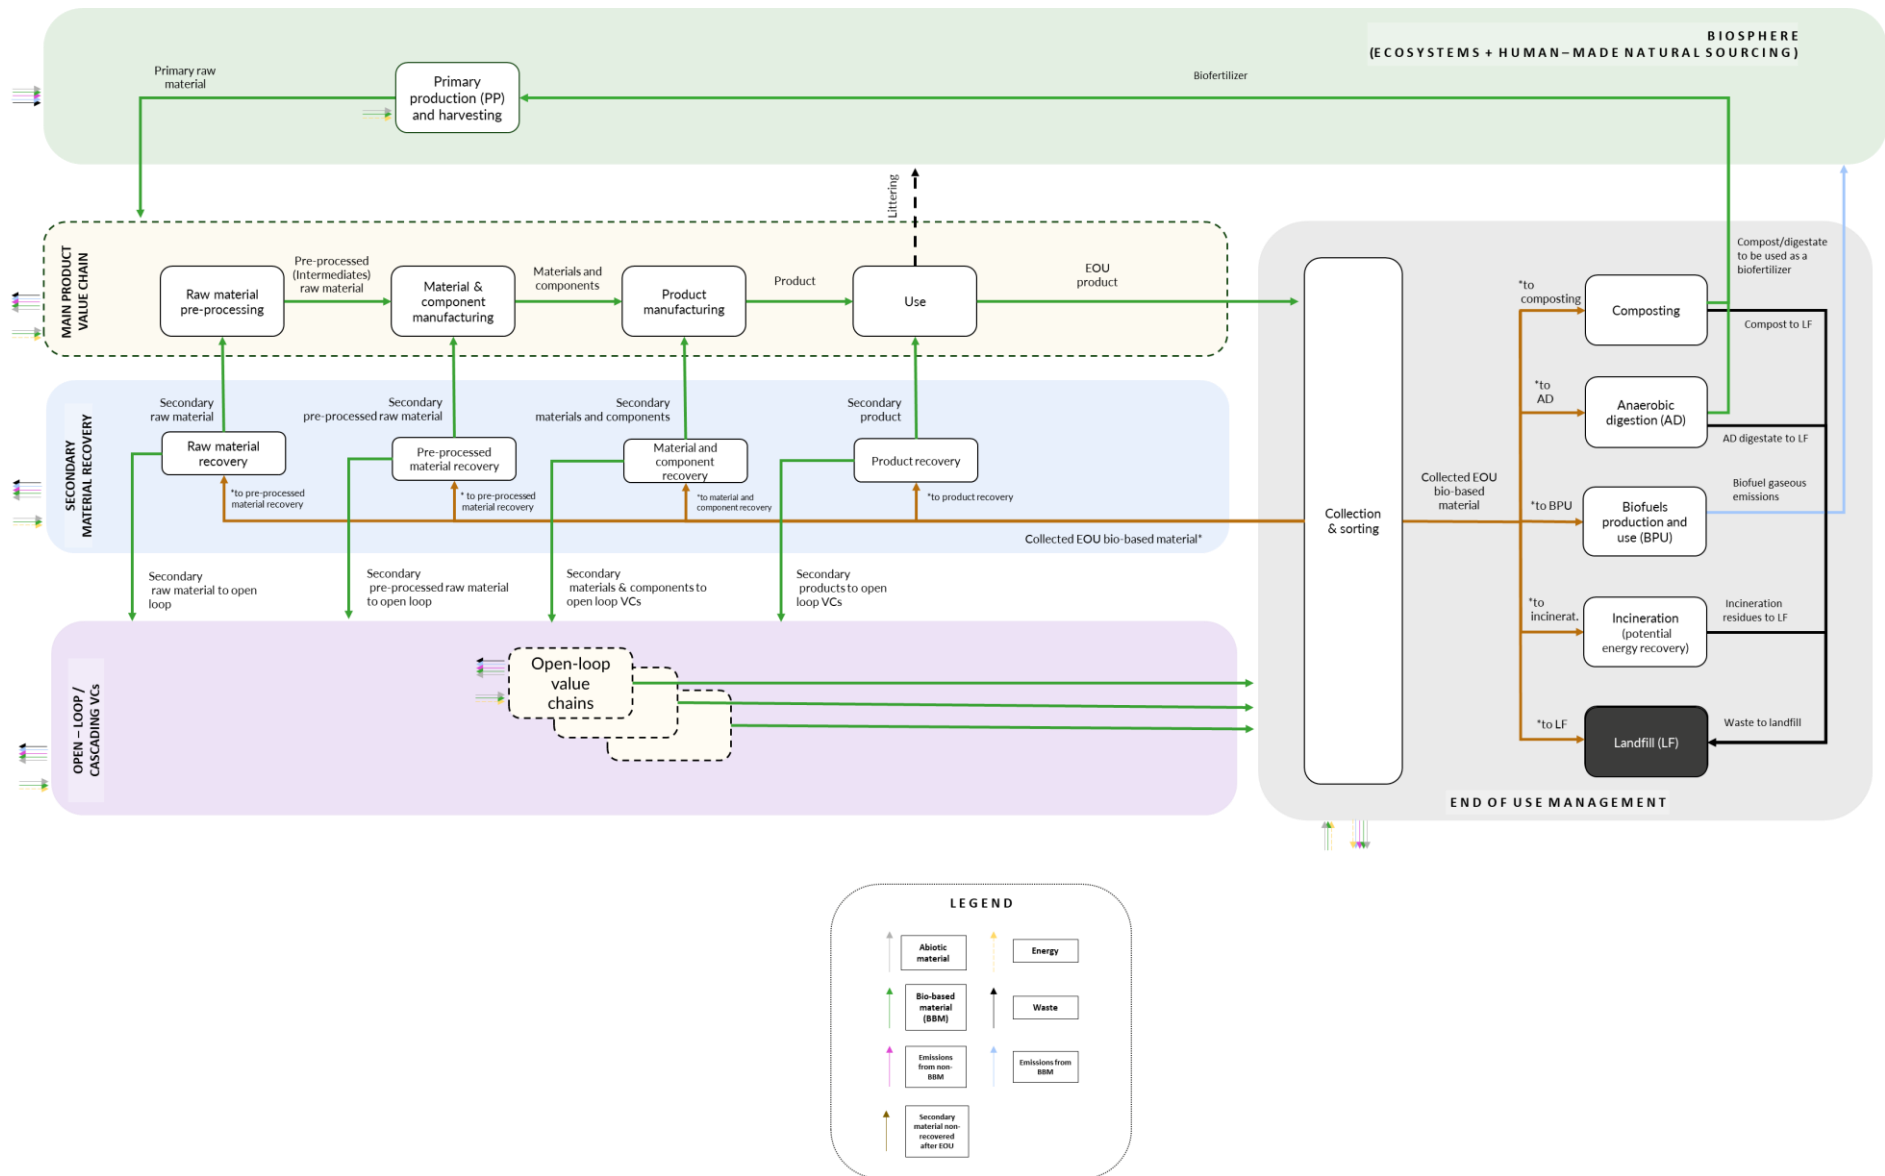 BIOSPHERE
(ECOSYSTEMS + HUMAN–MADE NATURAL SOURCING)
Primary raw
material
Primary
production (PP)
and harvesting
Biofertilizer
Littering
MAIN PRODUCT
VALUE CHAIN
Raw material
pre-processing
Pre-processed
(Intermediates)
raw material
Material &
component
manufacturing
Materials and
components
Product
manufacturing
Product
Use
EOU
product
SECONDARY
MATERIAL RECOVERY
Secondary
raw material
Secondary
pre-processed raw material
Secondary
materials and components
Secondary
product
Raw material
recovery
Pre-processed
material recovery
Material and
component
recovery
Product recovery
*to pre-processed
material recovery
* to pre-processed
material recovery
*to material and
component recovery
*to product recovery
Collected EOU bio-based material*
Secondary
raw material to open
loop
Secondary
pre-processed raw material
to open loop
Secondary
materials & components to
open loop VCs
Secondary
products to open
loop VCs
OPEN – LOOP /
CASCADING VCs
Open-loop
value
chains
Collection
& sorting
Collected EOU
bio-based
material
*to
composting
*to
AD
*to BPU
*to
incinerat.
*to LF
Composting
Anaerobic
digestion (AD)
Biofuels
production and
use (BPU)
Incineration
(potential
energy recovery)
Landfill (LF)
Compost/digestate
to be used as a
biofertilizer
Compost to LF
AD digestate to LF
Biofuel gaseous
emissions
Incineration
residues to LF
Waste to landfill
END OF USE MANAGEMENT
LEGEND
Abiotic
material
Energy
Bio-based
material
(BBM)
Waste
Emissions
from non-
BBM
Emissions from
BBM
Secondary
material non-
recovered
after EOU